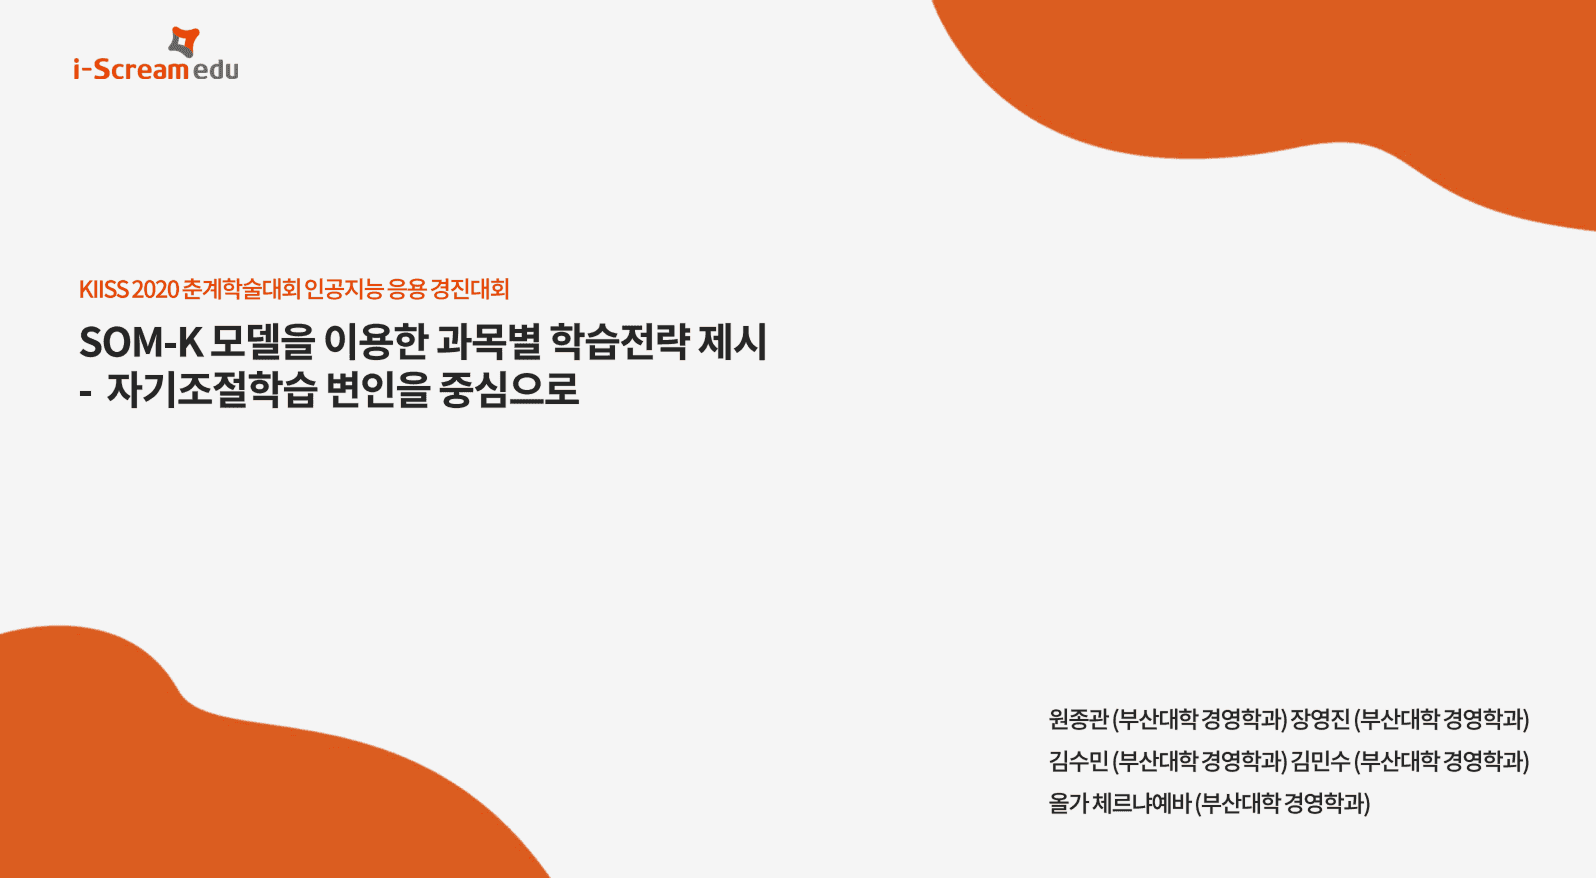 i-Scream edu
KIISS 2020 춘계학술대회 인공지능 응용 경진대회
SOM-K 모델을 이용한 과목별 학습전략 제시
- 자기조절학습 변인을 중심으로
원종관 (부산대학 경영학과) 장영진 (부산대학 경영학과)
김수민 (부산대학 경영학과) 김민수 (부산대학 경영학과)
올가 체르냐예바 (부산대학 경영학과)